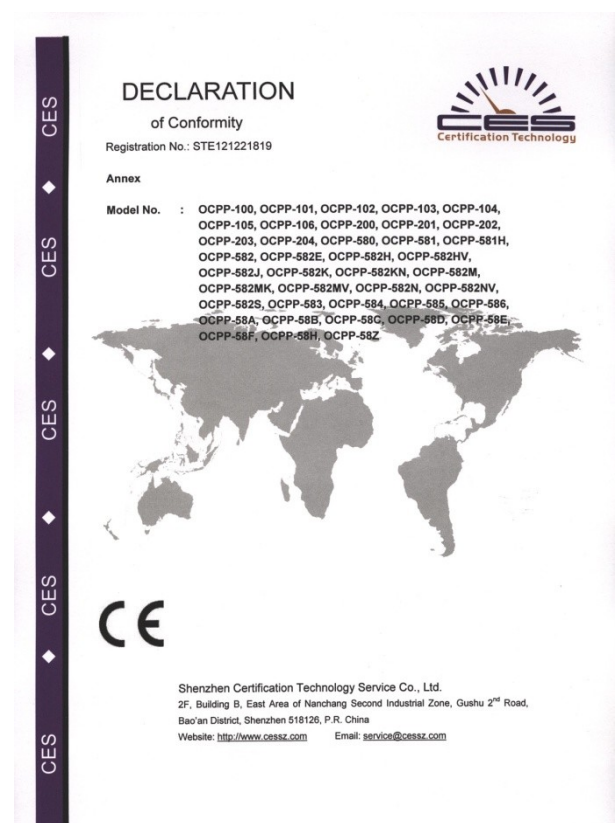 DECLARATION
of Conformity
Registration No.: STE121221819
CES
Certification Technology
Annex
Model No. : OCPP-100, OCPP-101, OCPP-102, OCPP-103, OCPP-104,
OCPP-105, OCPP-106, OCPP-200, OCPP-201, OCPP-202,
OCPP-203, OCPP-204, OCPP-580, OCPP-581, OCPP-581H,
OCPP-582, OCPP-582E, OCPP-582H, OCPP-582HV,
OCPP-582J, OCPP-582K, OCPP-582KN, OCPP-582M,
OCPP-582MK, OCPP-582MV, OCPP-582N, OCPP-582NV,
OCPP-582S, OCPP-583, OCPP-584, OCPP-585, OCPP-586,
OCPP-58A, OCPP-58B, OCPP-58C, OCPP-58D, OCPP-58E,
OCPP-58F, OCPP-58H, OCPP-58Z
CE
Shenzhen Certification Technology Service Co., Ltd.
2F, Building B, East Area of Nanchang Second Industrial Zone, Gushu 2nd Road,
Bao'an District, Shenzhen 518126, P.R. China
Website: http://www.cessz.com Email: service@cessz.com
CES
CES
CES
CES
CES